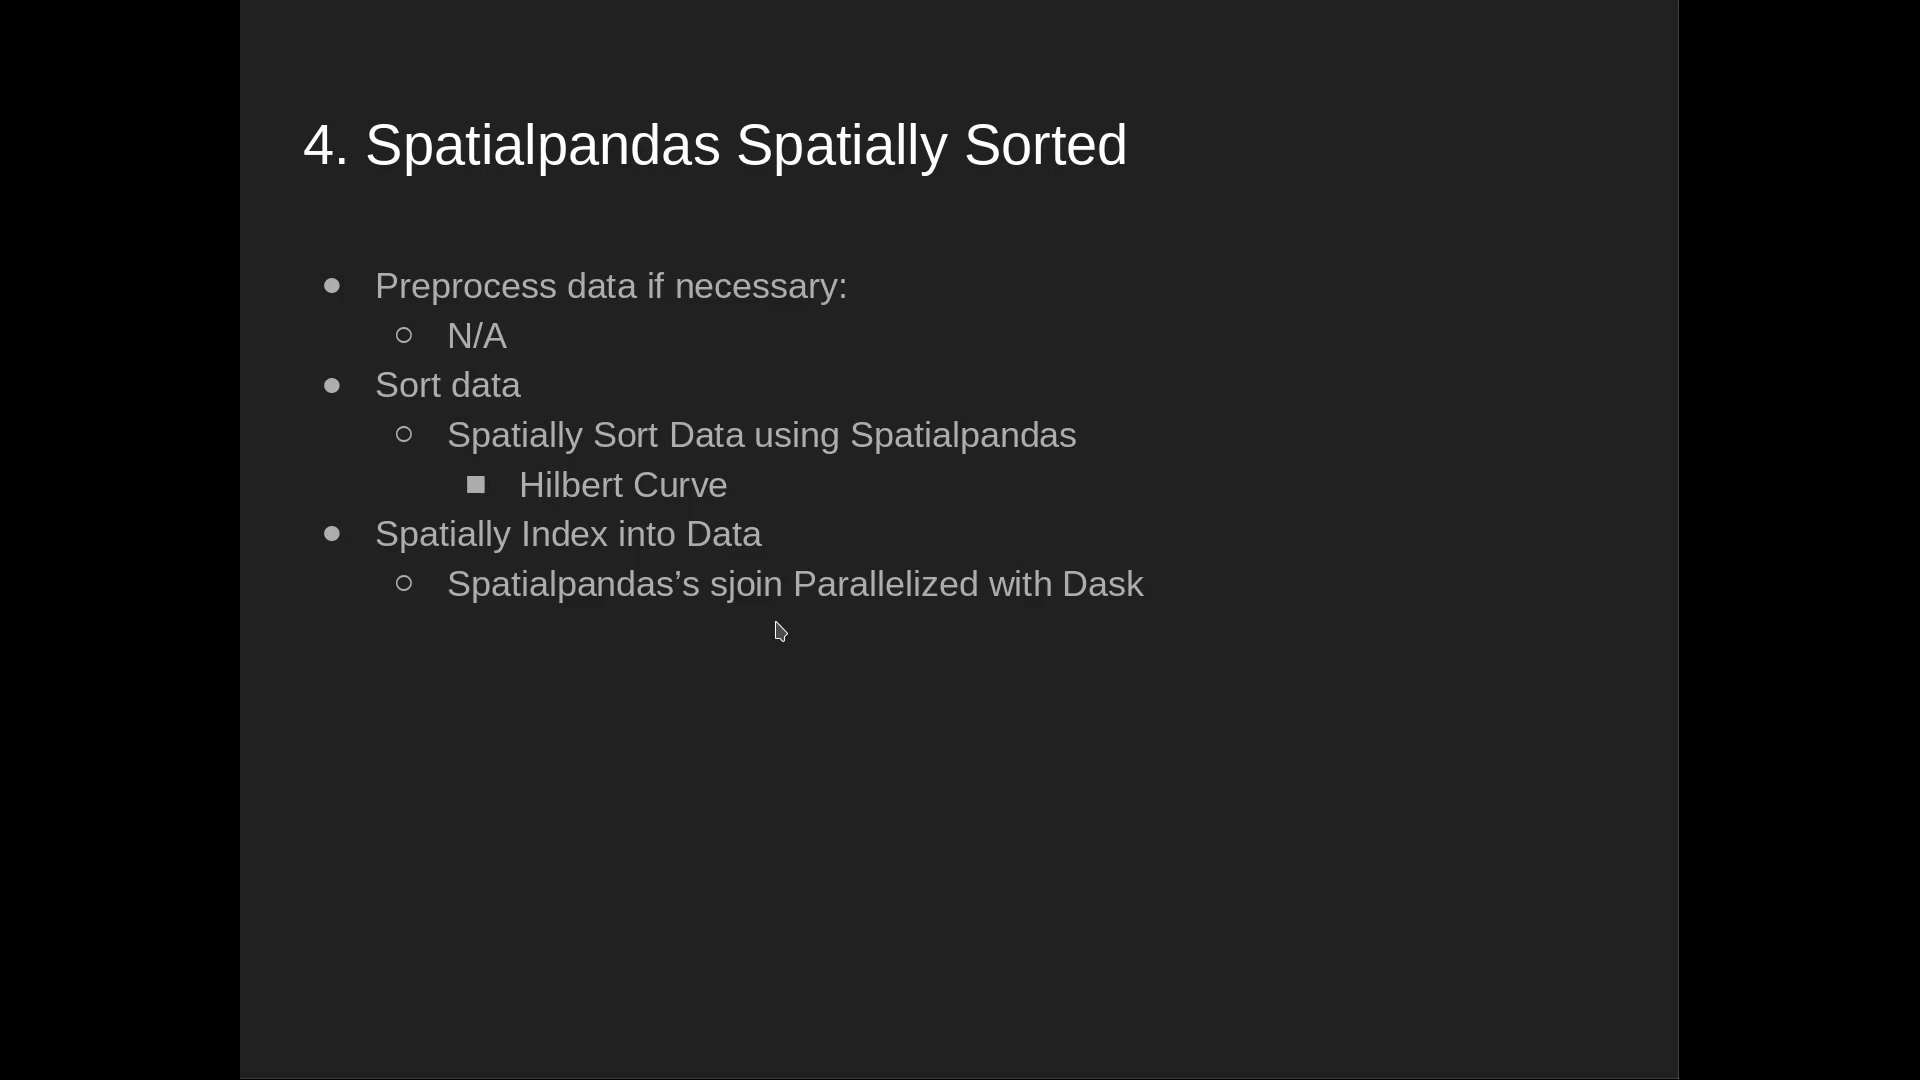 4. Spatialpandas Spatially Sorted
Preprocess data if necessary:
N/A
Sort data
Spatially Sort Data using Spatialpandas
Hilbert Curve
Spatially Index into Data
Spatialpandas’s sjoin Parallelized with Dask